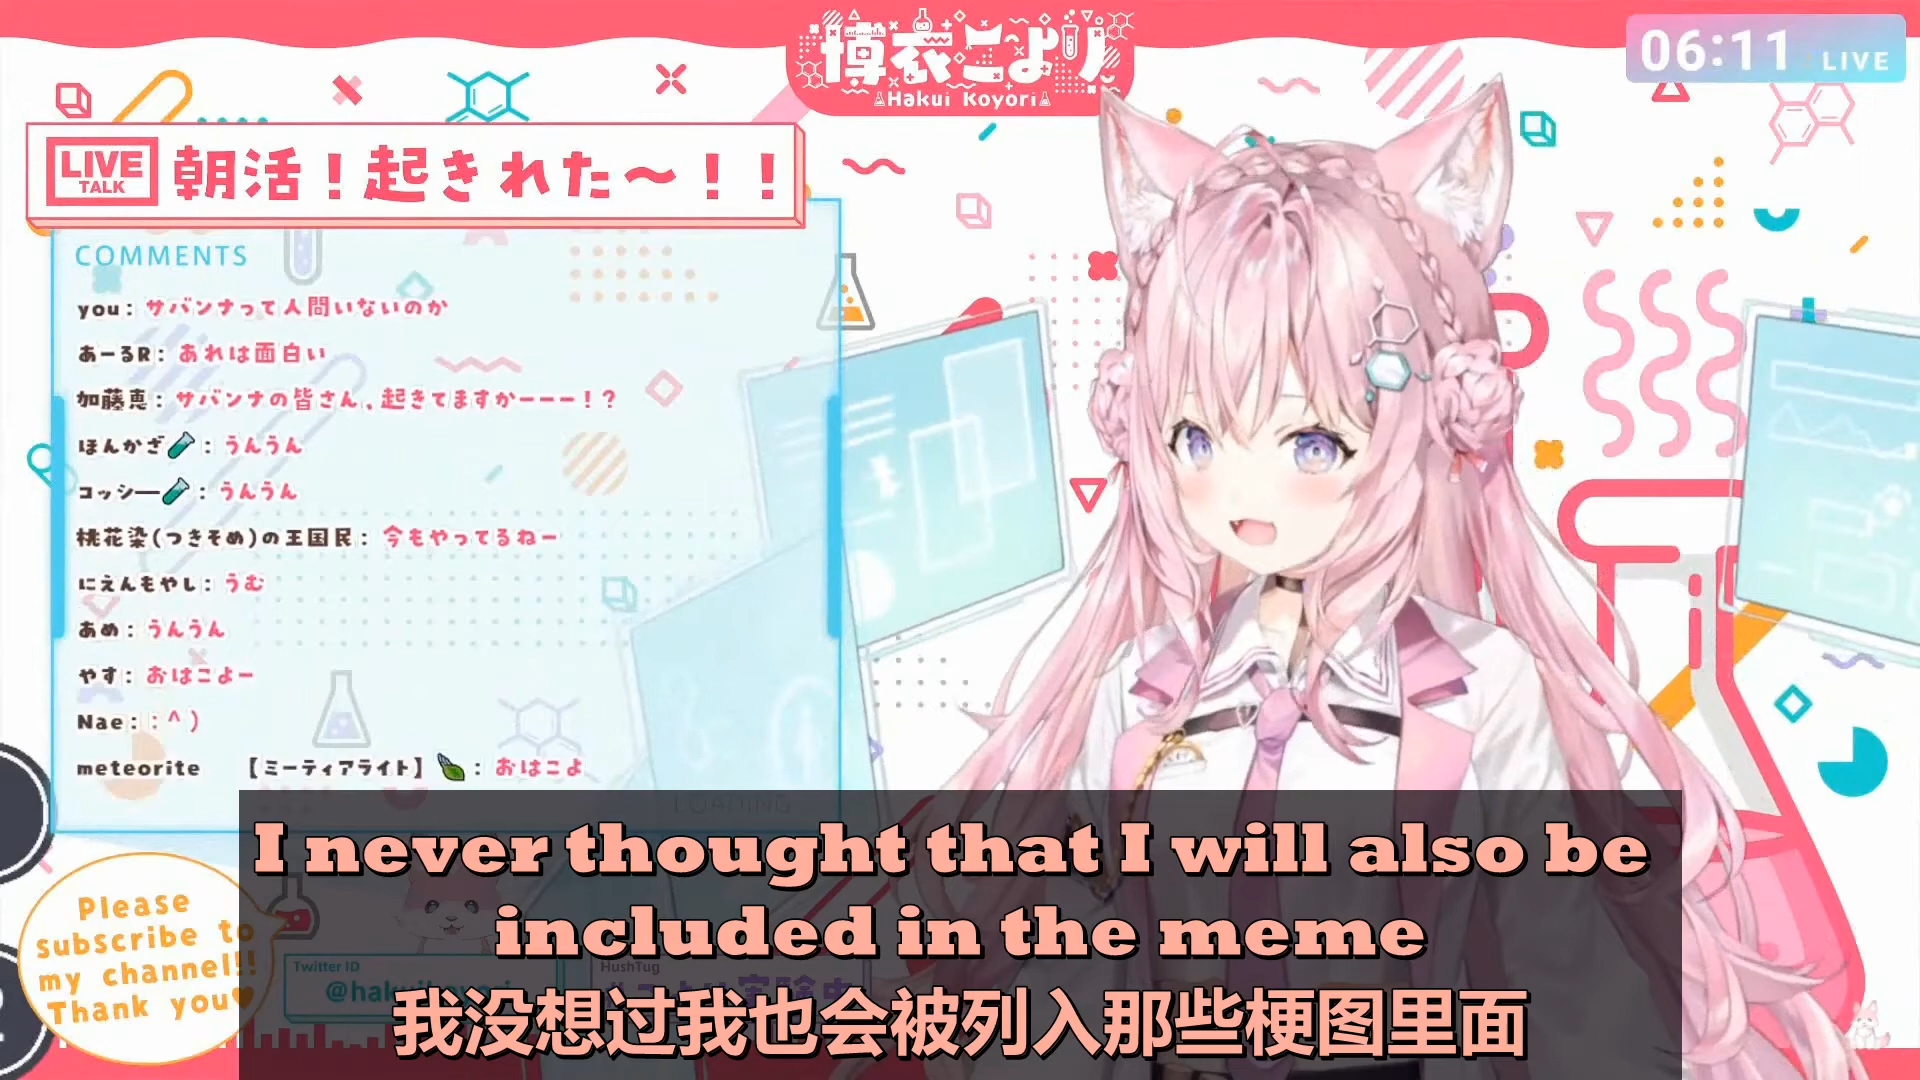 博衣こより
Hakui Koyori
06:11 LIVE
LIVE TALK 朝活！起きれた～！！
COMMENTS
you: サバンナって人間いないのか
あーるR: あれは面白い
加藤恵: サバンナの皆さん、起きてますかーーー！？
ほんかざ🧪: うんうん
コッシー🧪: うんうん
桃花染(つきそめ)の王国民: 今もやってるねー
にえんもやし: うむ
あめ: うんうん
やす: おはこよー
Nae: :^)
meteorite 【ミーティアライト】🍃: おはこよ
LOADING
I never thought that I will also be
included in the meme
我没想过我也会被列入那些梗图里面
Please
subscribe to
my channel!!
Thank you♥
Twitter ID
@hakuikoyori
HushTug